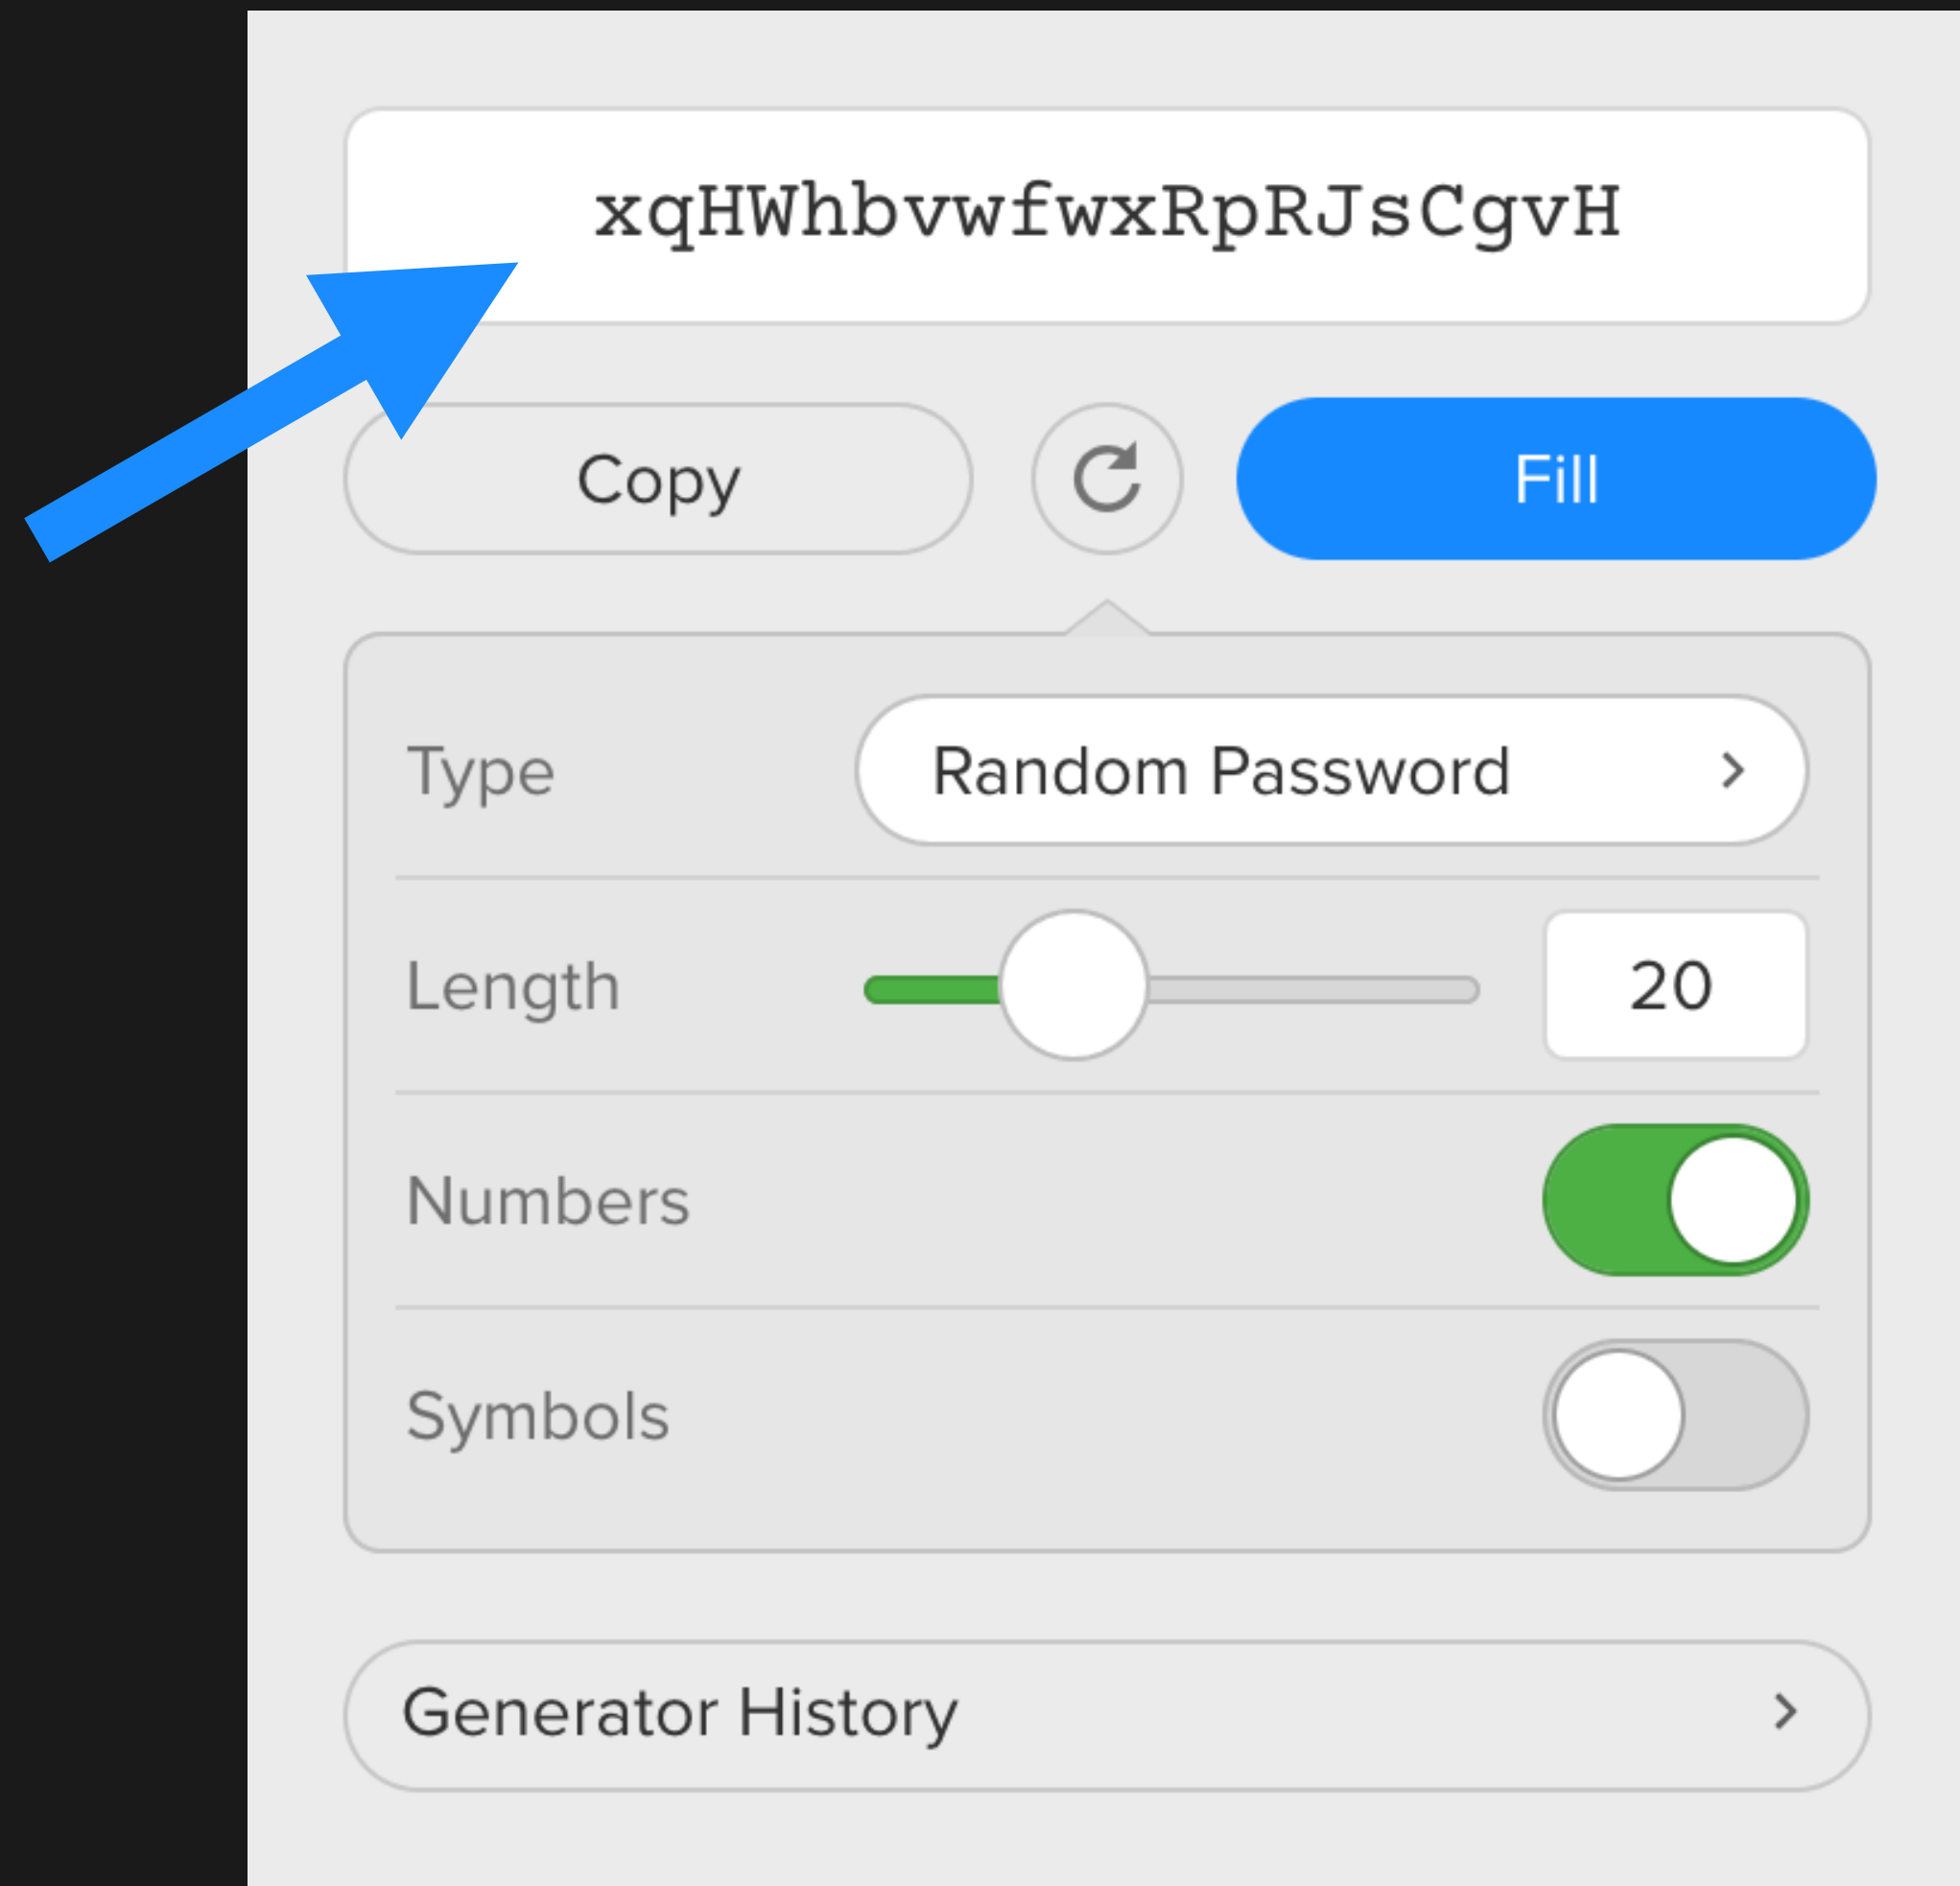 xqHWhbvwfwxRpRJsCgvH
Copy
Fill
Type
Random Password
Length
20
Numbers
Symbols
Generator History